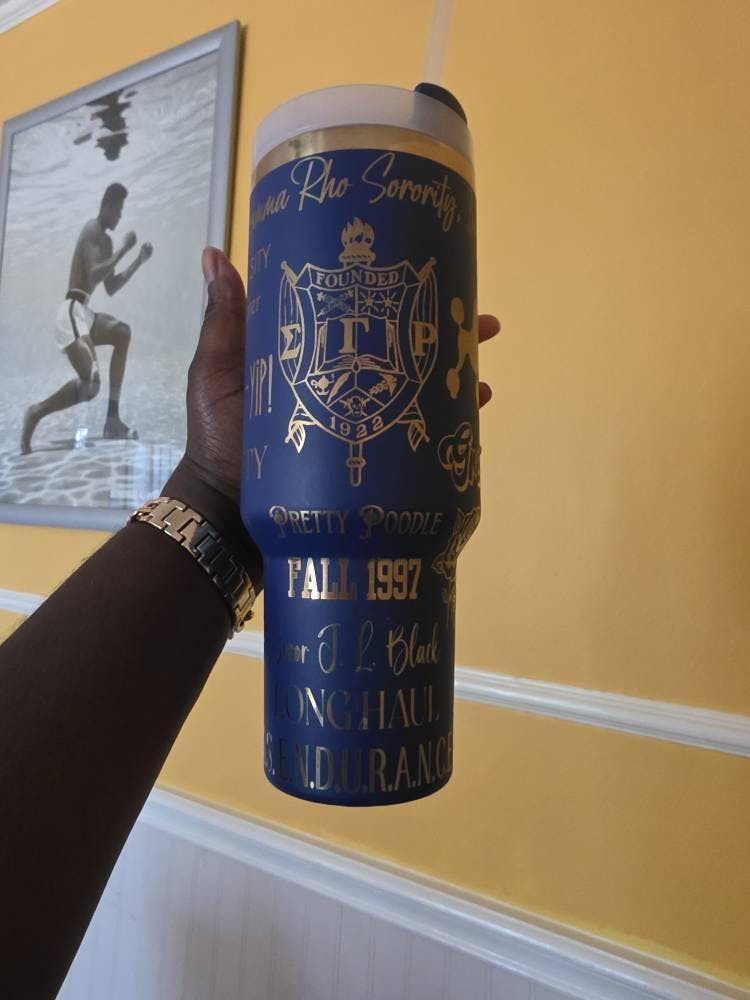 Rho Sorority,
FOUNDED
Σ Γ Ρ
1922
YiP!
PRETTY POODLE
FALL 1997
J. L. Black
LONG HAUL
E.N.D.U.R.A.N.C.E